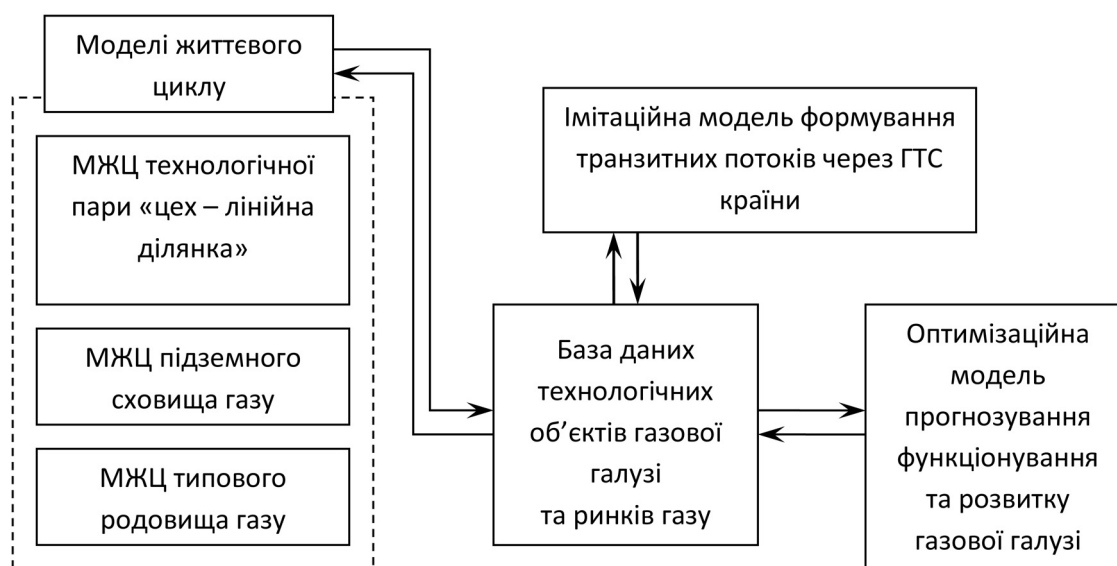 Моделі життєвого
циклу
МЖЦ технологічної
пари «цех – лінійна
ділянка»
МЖЦ підземного
сховища газу
МЖЦ типового
родовища газу
Імітаційна модель формування
транзитних потоків через ГТС
країни
База даних
технологічних
об’єктів газової
галузі
та ринків газу
Оптимізаційна
модель
прогнозування
функціонування
та розвитку
газової галузі